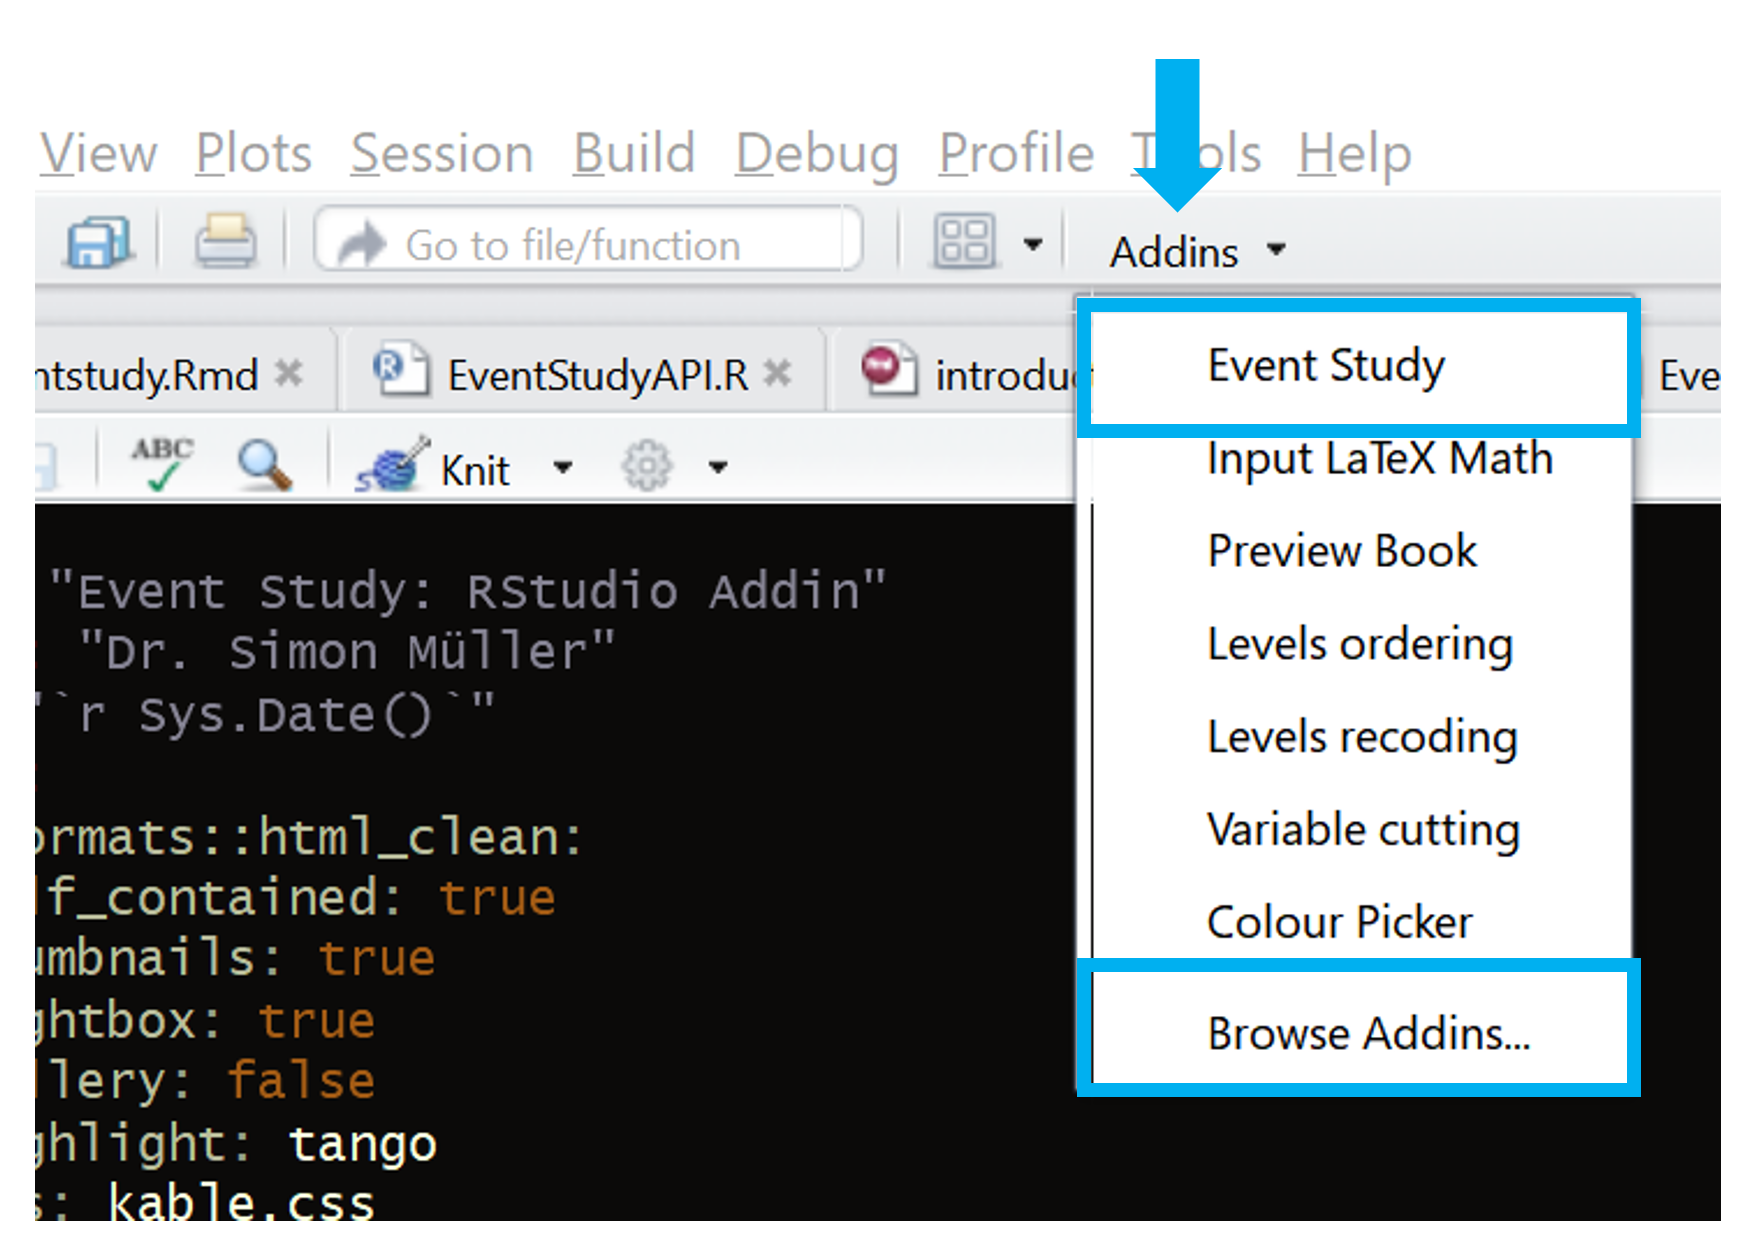 View Plots Session Build Debug Profile Tools Help
Go to file/function
Addins
ntstudy.Rmd
EventStudyAPI.R
introduc
Eve
ABC
Knit
Event Study
Input LaTeX Math
Preview Book
Levels ordering
Levels recoding
Variable cutting
Colour Picker
Browse Addins...
"Event Study: RStudio Addin"
: "Dr. Simon Müller"
"`r Sys.Date()`"
:
ormats::html_clean:
lf_contained: true
umbnails: true
ghtbox: true
llery: false
ghlight: tango
s: kable.css